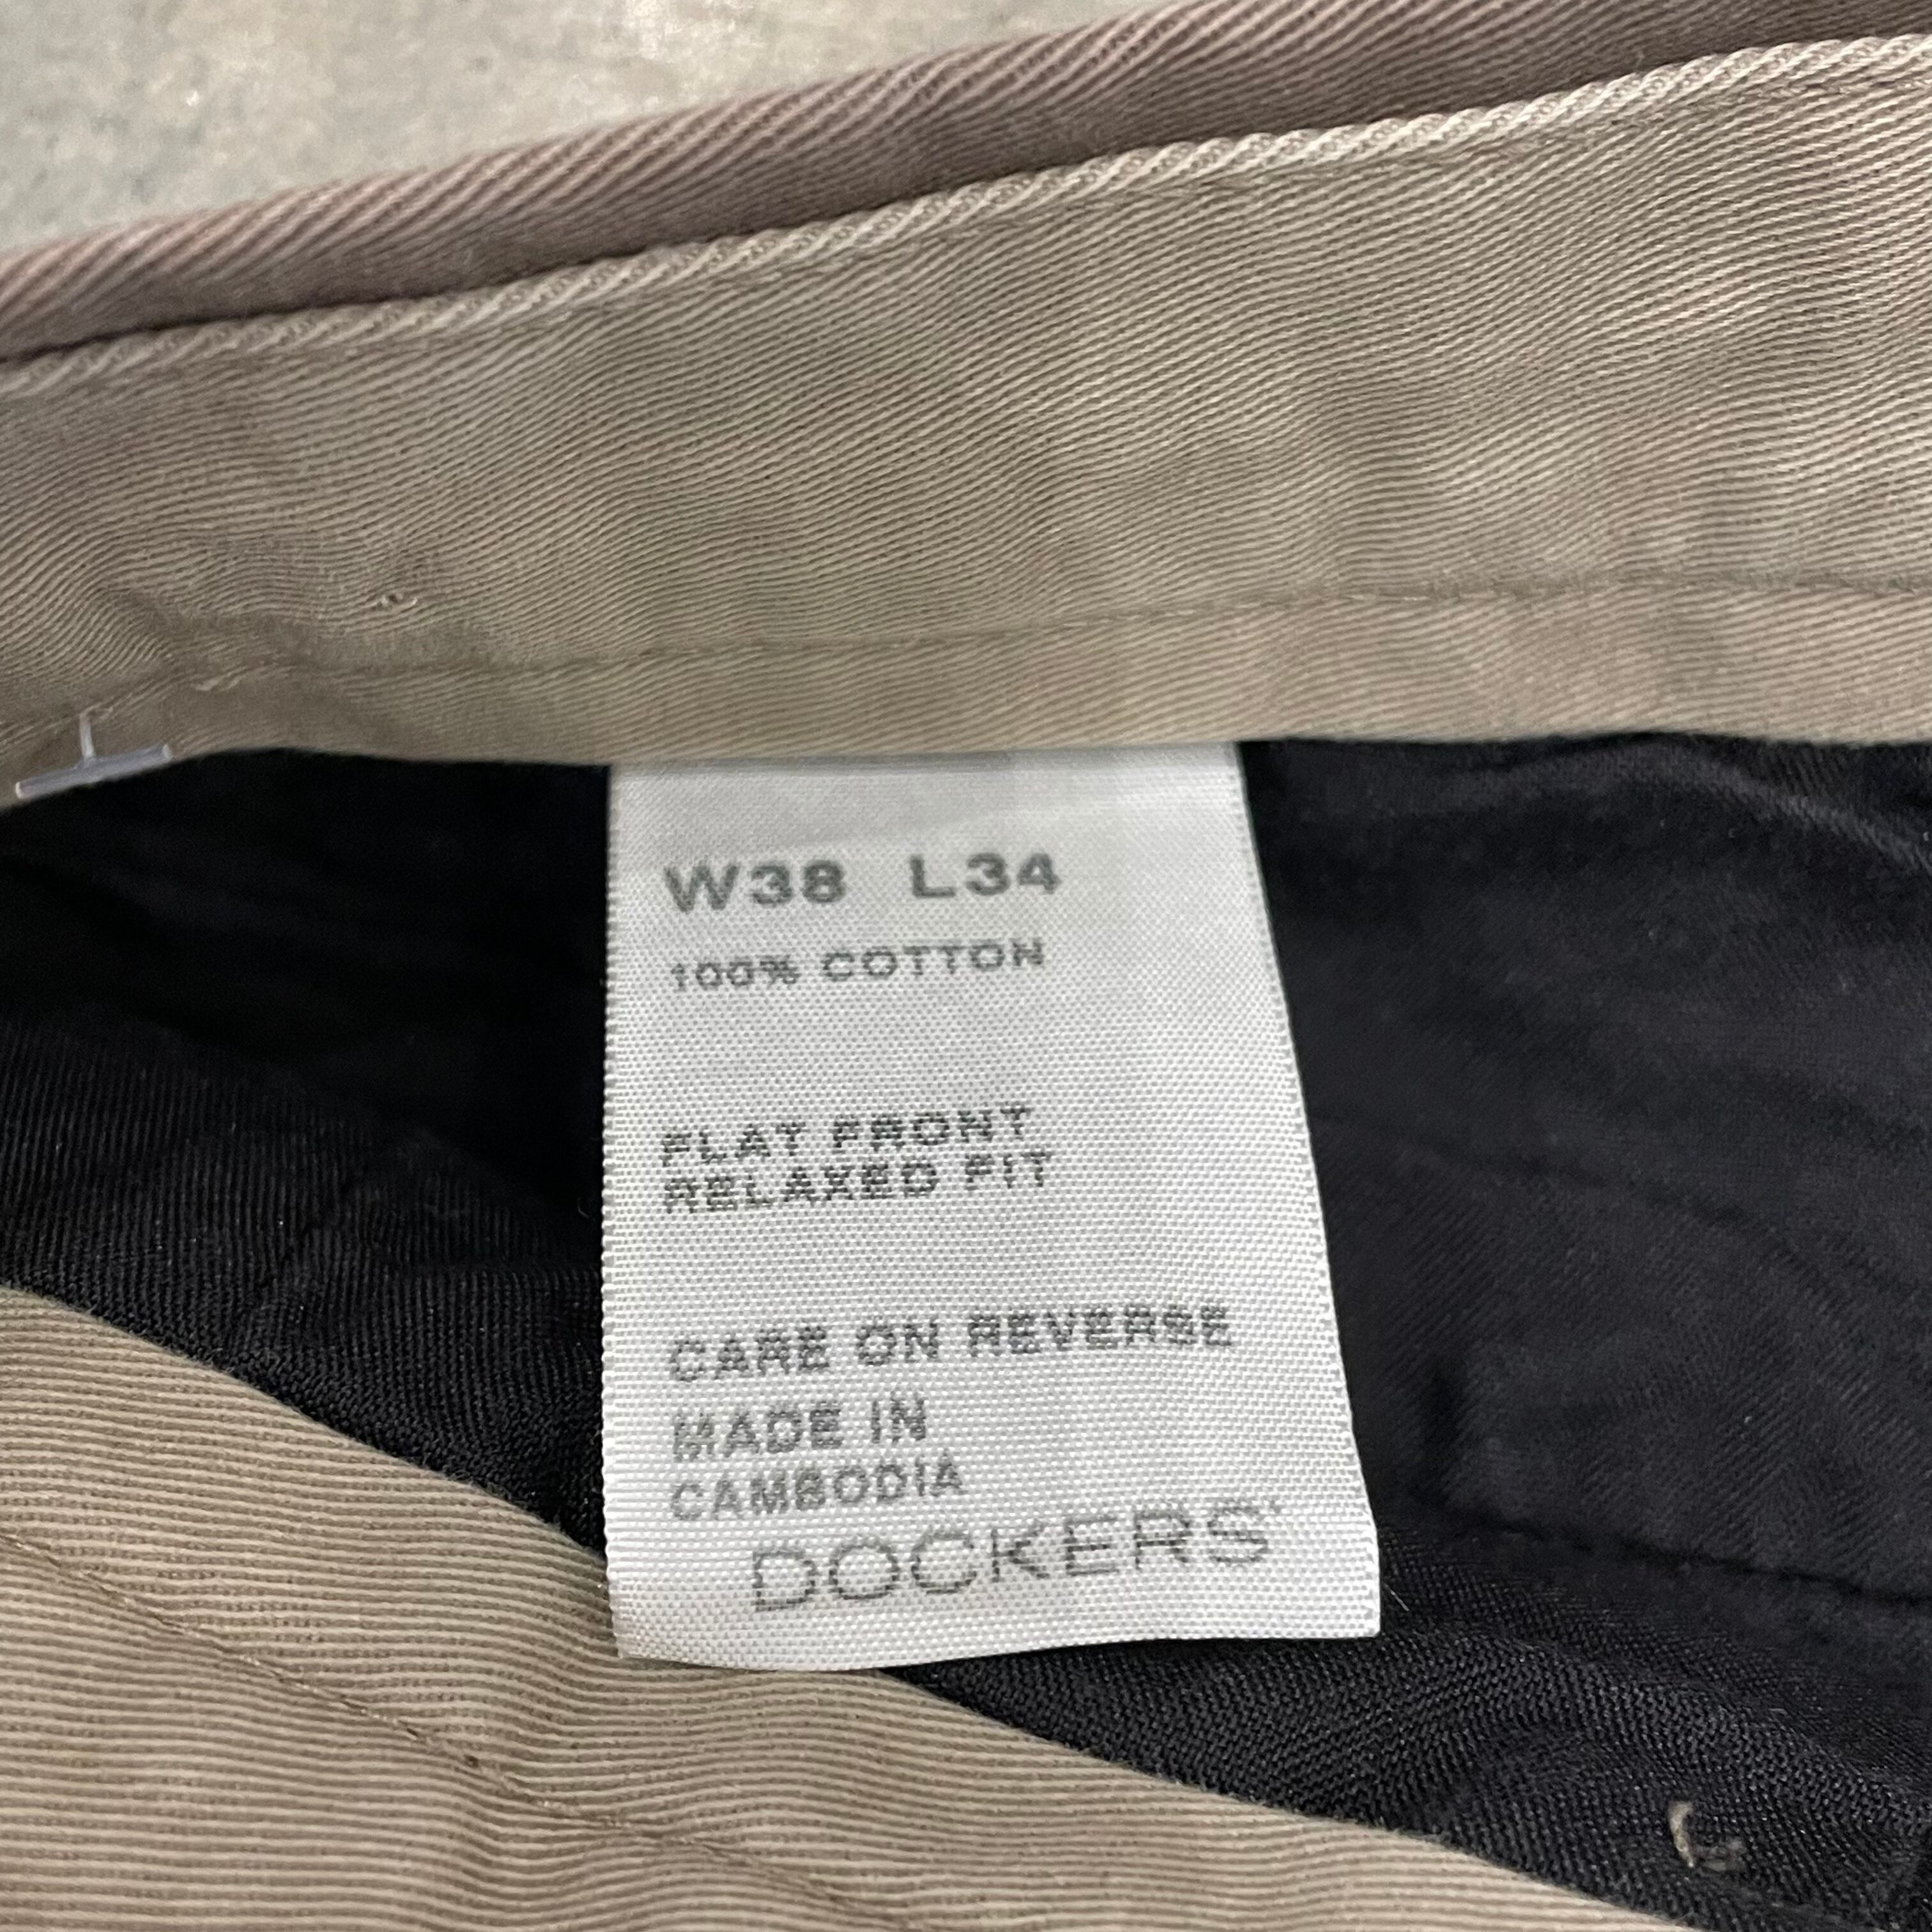 W38 L34
100% COTTON
FLAT FRONT
RELAXED FIT
CARE ON REVERSE
MADE IN
CAMBODIA
DOCKERS®